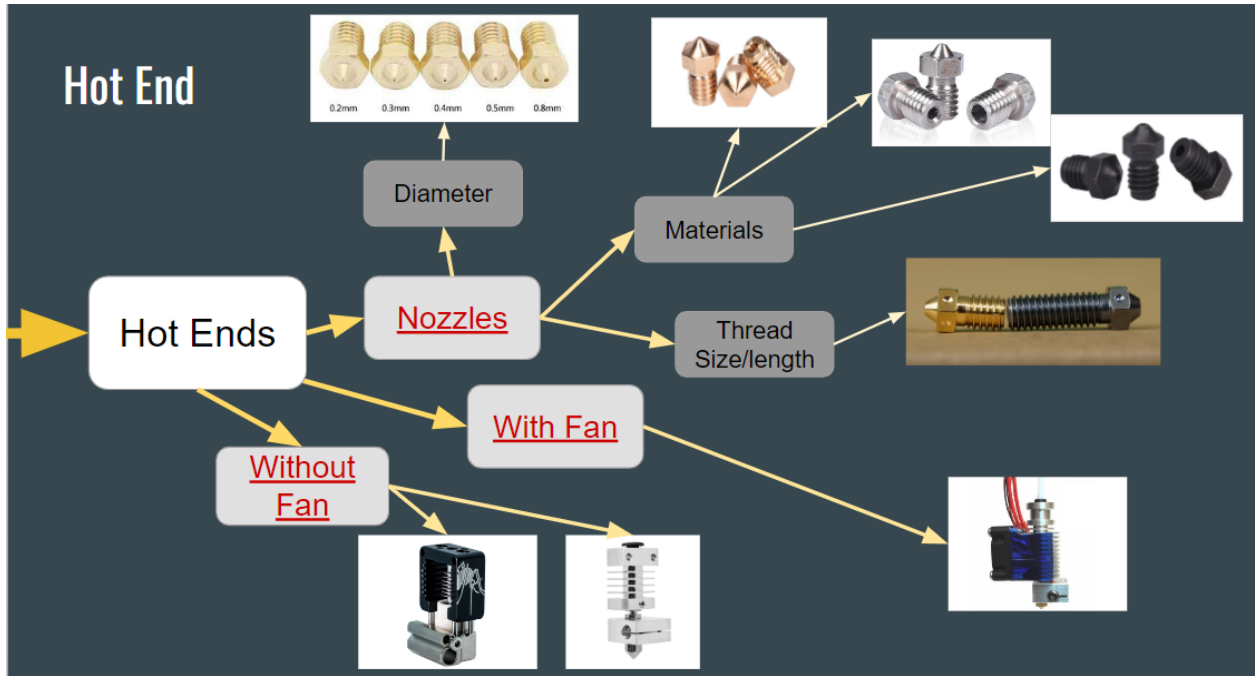 Hot End
0.2mm 0.3mm 0.4mm 0.5mm 0.8mm
Diameter
Materials
Hot Ends
Nozzles
Thread
Size/length
With Fan
Without
Fan